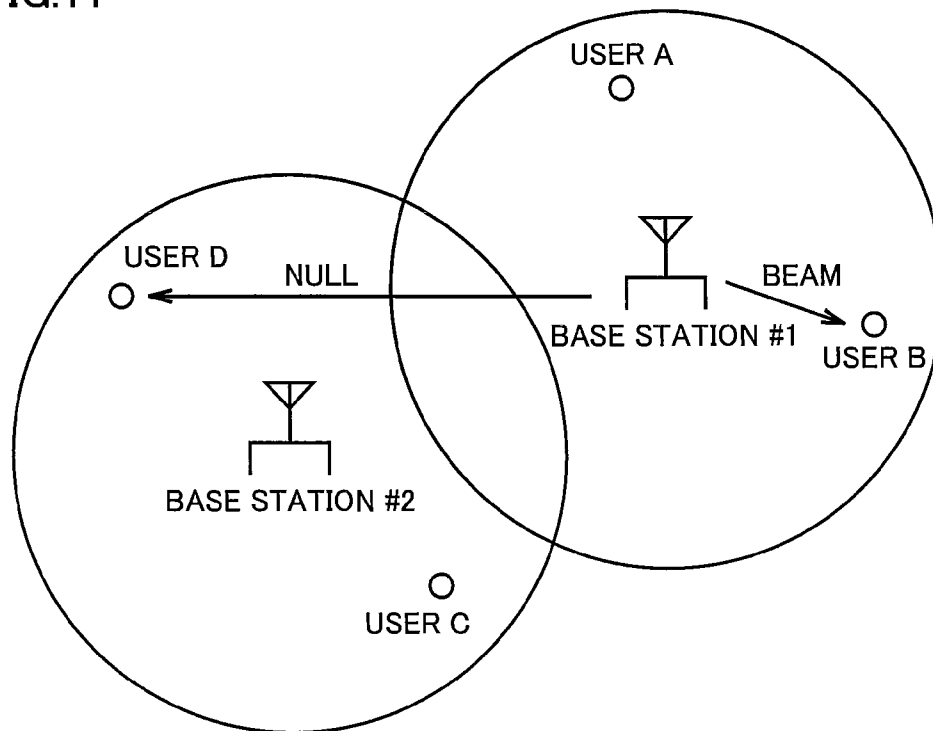 USER A
USER D
NULL
BEAM
BASE STATION #1
USER B
BASE STATION #2
USER C